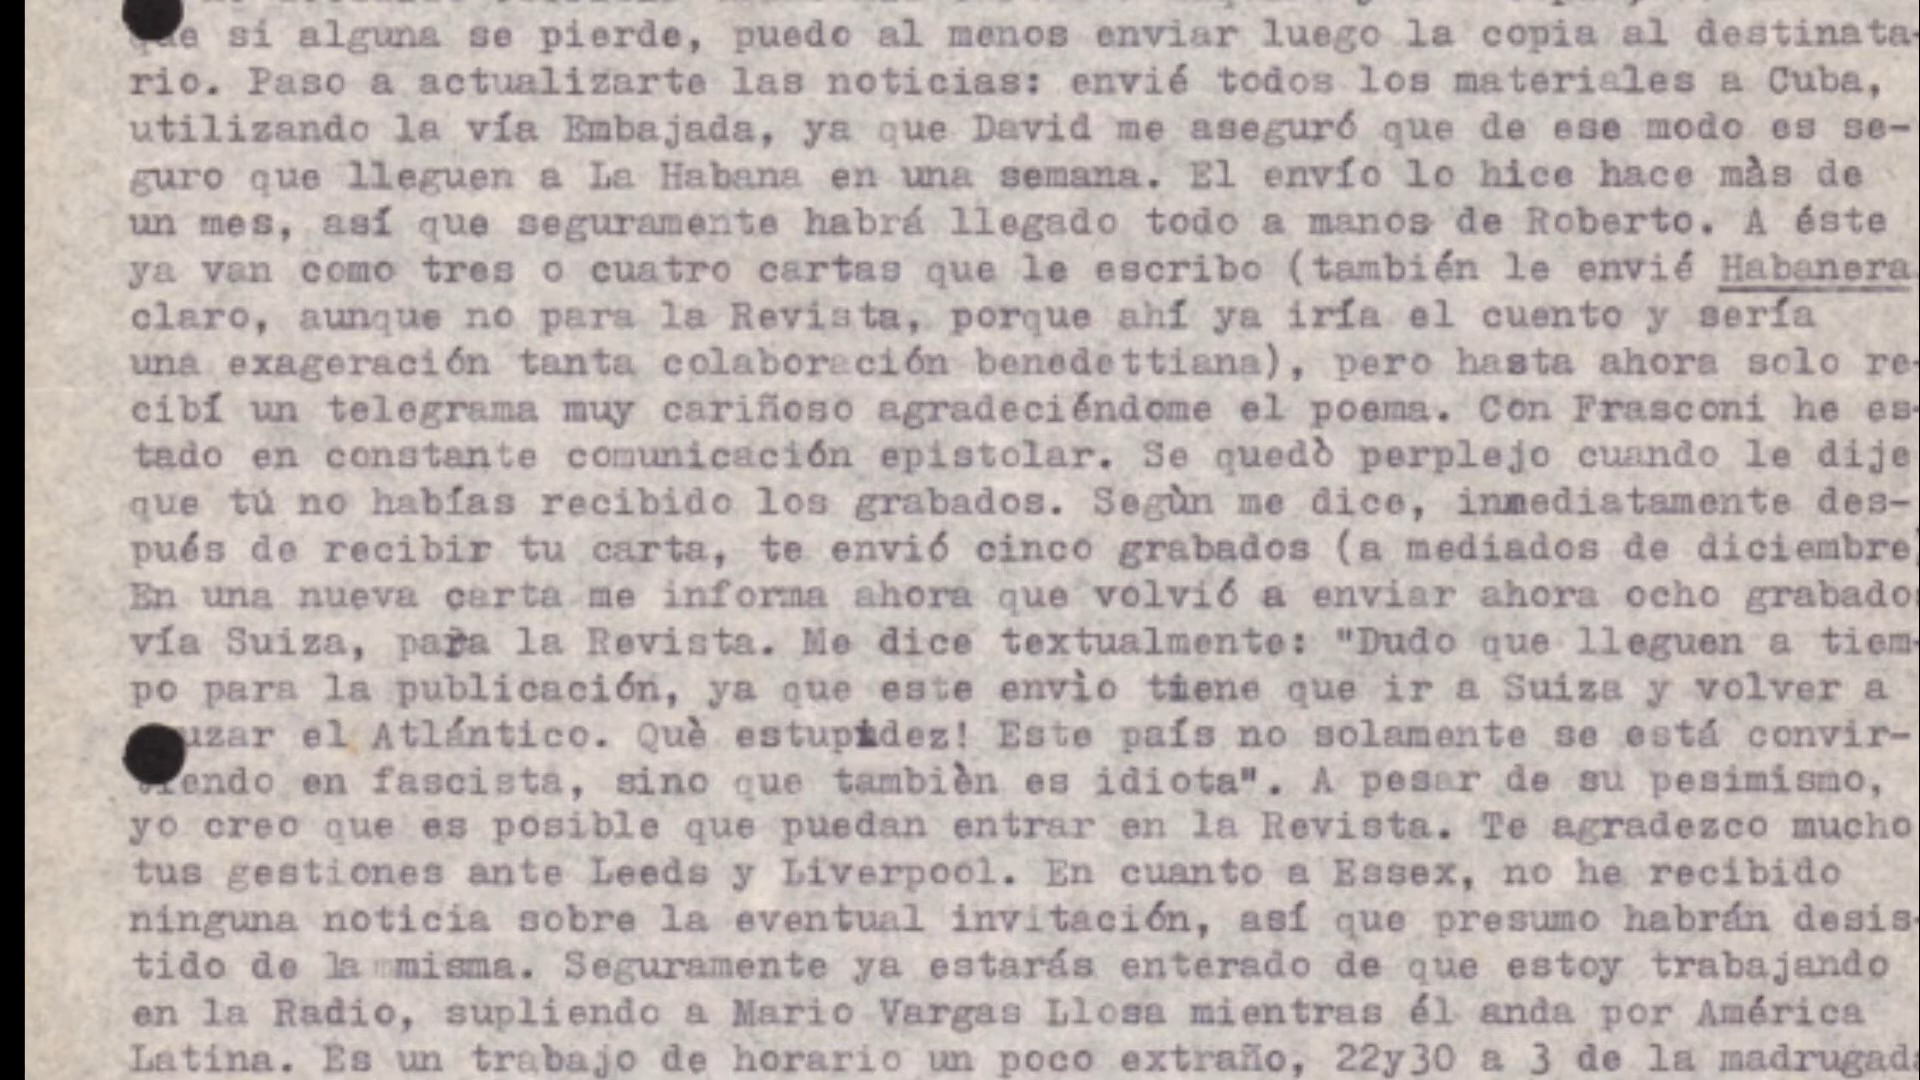 que si alguna se pierde, puedo al menos enviar luego la copia al destinata-
rio. Paso a actualizarte las noticias: envié todos los materiales a Cuba,
utilizando la vía Embajada, ya que David me aseguró que de ese modo es se-
guro que lleguen a La Habana en una semana. El envío lo hice hace màs de
un mes, así que seguramente habrá llegado todo a manos de Roberto. A éste
ya van como tres o cuatro cartas que le escribo (también le envié Habanera
claro, aunque no para la Revista, porque ahí ya iría el cuento y sería
una exageración tanta colaboración benedettiana), pero hasta ahora solo re-
cibí un telegrama muy cariñoso agradeciéndome el poema. Con Frasconi he es-
tado en constante comunicación epistolar. Se quedò perplejo cuando le dije
que tú no habías recibido los grabados. Segùn me dice, inmediatamente des-
pués de recibir tu carta, te envió cinco grabados (a mediados de diciembre)
En una nueva carta me informa ahora que volvió a enviar ahora ocho grabados
vía Suiza, para la Revista. Me dice textualmente: "Dudo que lleguen a tiem-
po para la publicación, ya que este envìo tiene que ir a Suiza y volver a
uzar el Atlántico. Què estupidez! Este país no solamente se está convir-
tiendo en fascista, sino que tambièn es idiota". A pesar de su pesimismo,
yo creo que es posible que puedan entrar en la Revista. Te agradezco mucho
tus gestiones ante Leeds y Liverpool. En cuanto a Essex, no he recibido
ninguna noticia sobre la eventual invitación, así que presumo habrán desis-
tido de la mmisma. Seguramente ya estarás enterado de que estoy trabajando
en la Radio, supliendo a Mario Vargas Llosa mientras él anda por América
Latina. Es un trabajo de horario un poco extraño, 22y30 a 3 de la madrugada